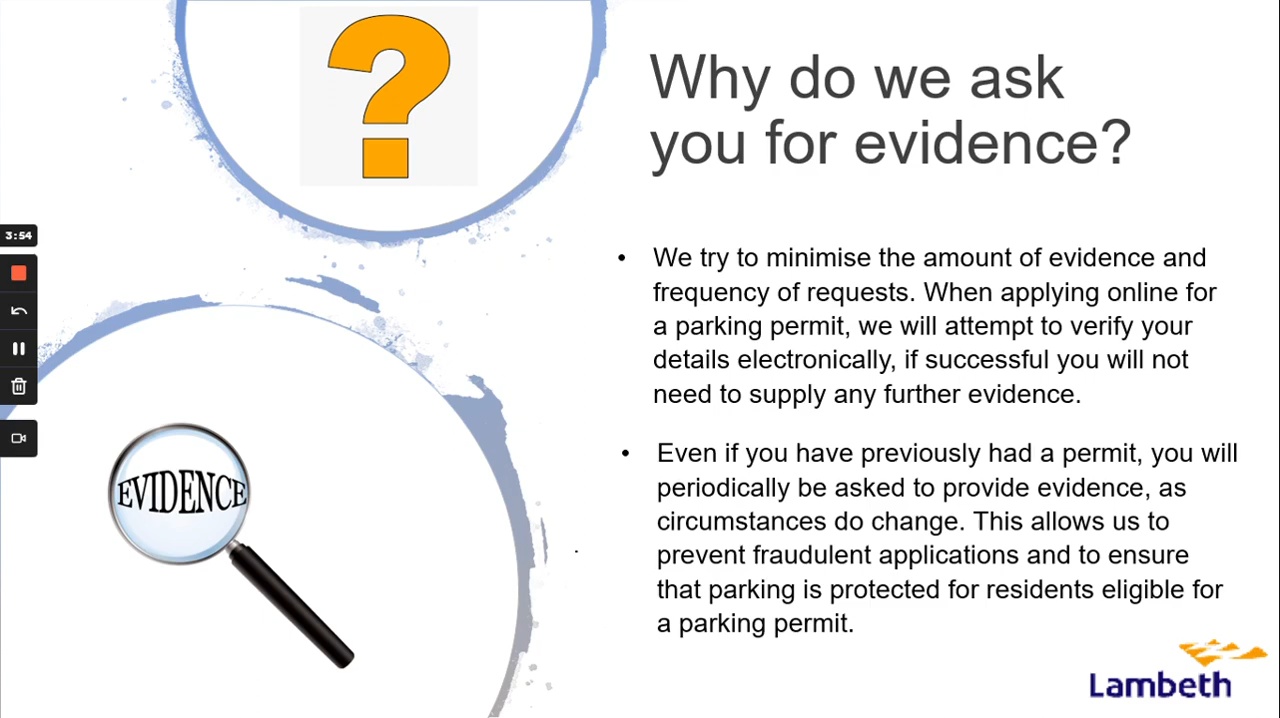 ?
Why do we ask
you for evidence?
3:54
• We try to minimise the amount of evidence and
frequency of requests. When applying online for
a parking permit, we will attempt to verify your
details electronically, if successful you will not
need to supply any further evidence.
• Even if you have previously had a permit, you will
periodically be asked to provide evidence, as
circumstances do change. This allows us to
prevent fraudulent applications and to ensure
that parking is protected for residents eligible for
a parking permit.
EVIDENCE
Lambeth